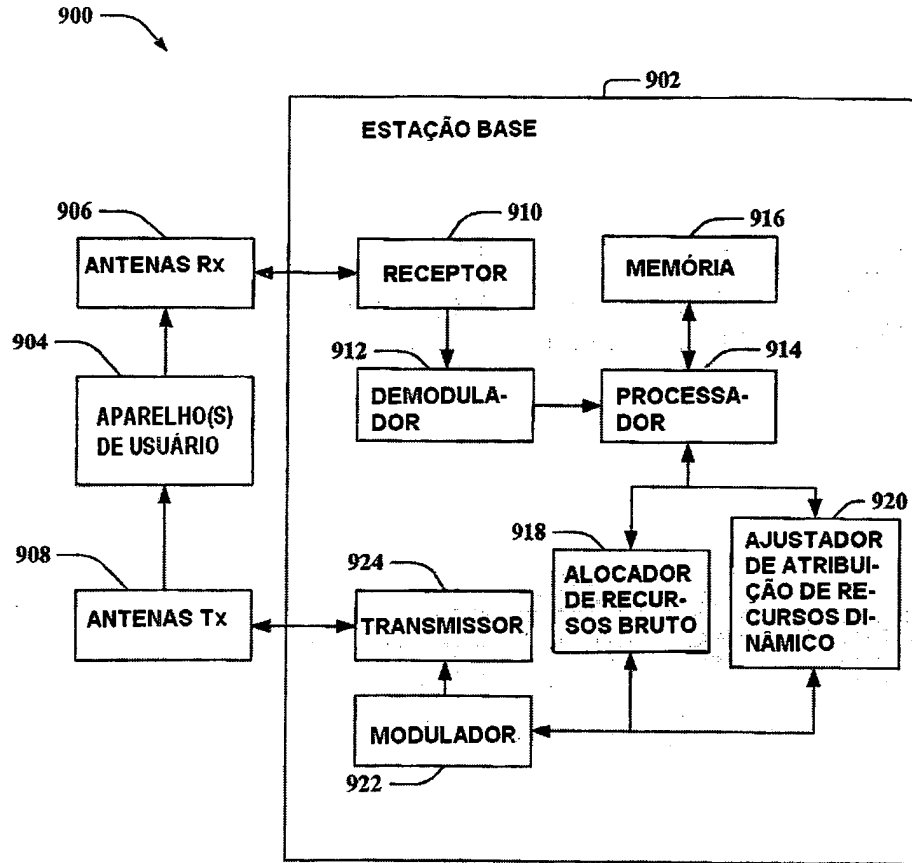 900
902
ESTAÇÃO BASE
906
ANTENAS Rx
910
RECEPTOR
916
MEMÓRIA
904
APARELHO(S)
DE USUÁRIO
912
DEMODULA-
DOR
914
PROCESSA-
DOR
908
ANTENAS Tx
924
TRANSMISSOR
918
ALOCADOR
DE RECUR-
SOS BRUTO
920
AJUSTADOR
DE ATRIBUI-
ÇÃO DE RE-
CURSOS DI-
NÂMICO
MODULADOR
922